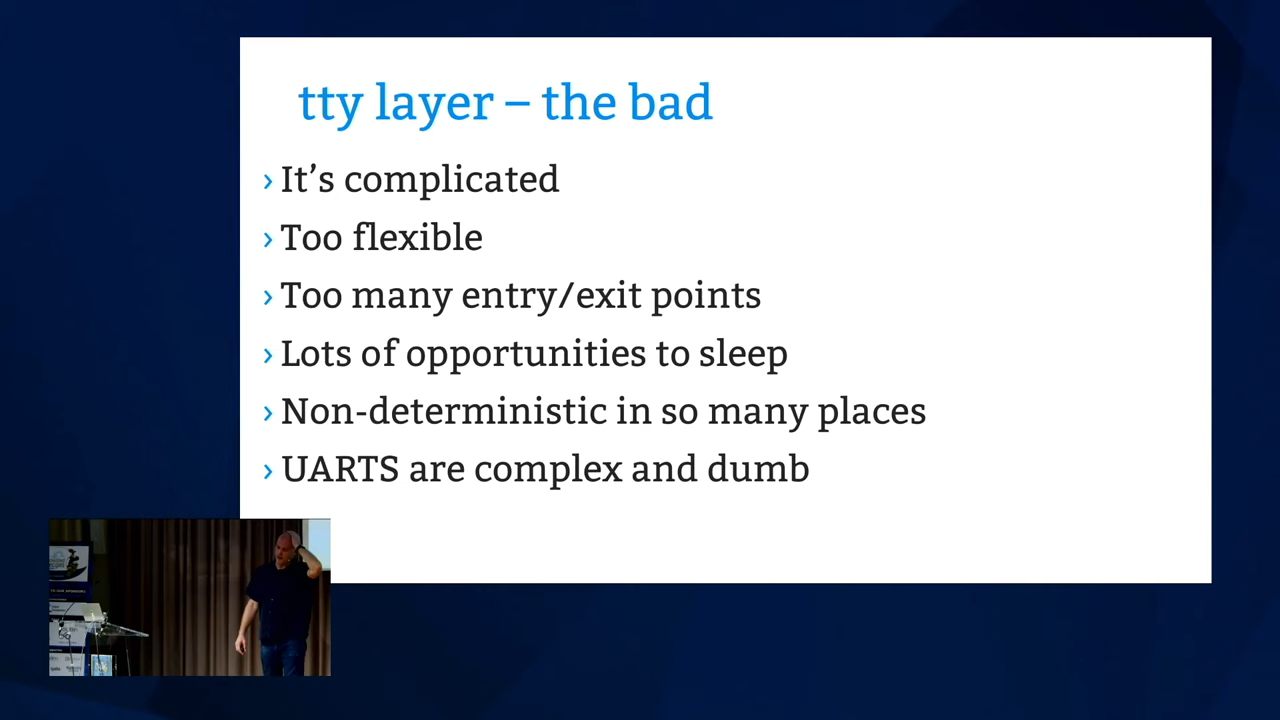 tty layer – the bad
› It’s complicated
› Too flexible
› Too many entry/exit points
› Lots of opportunities to sleep
› Non-deterministic in so many places
› UARTS are complex and dumb